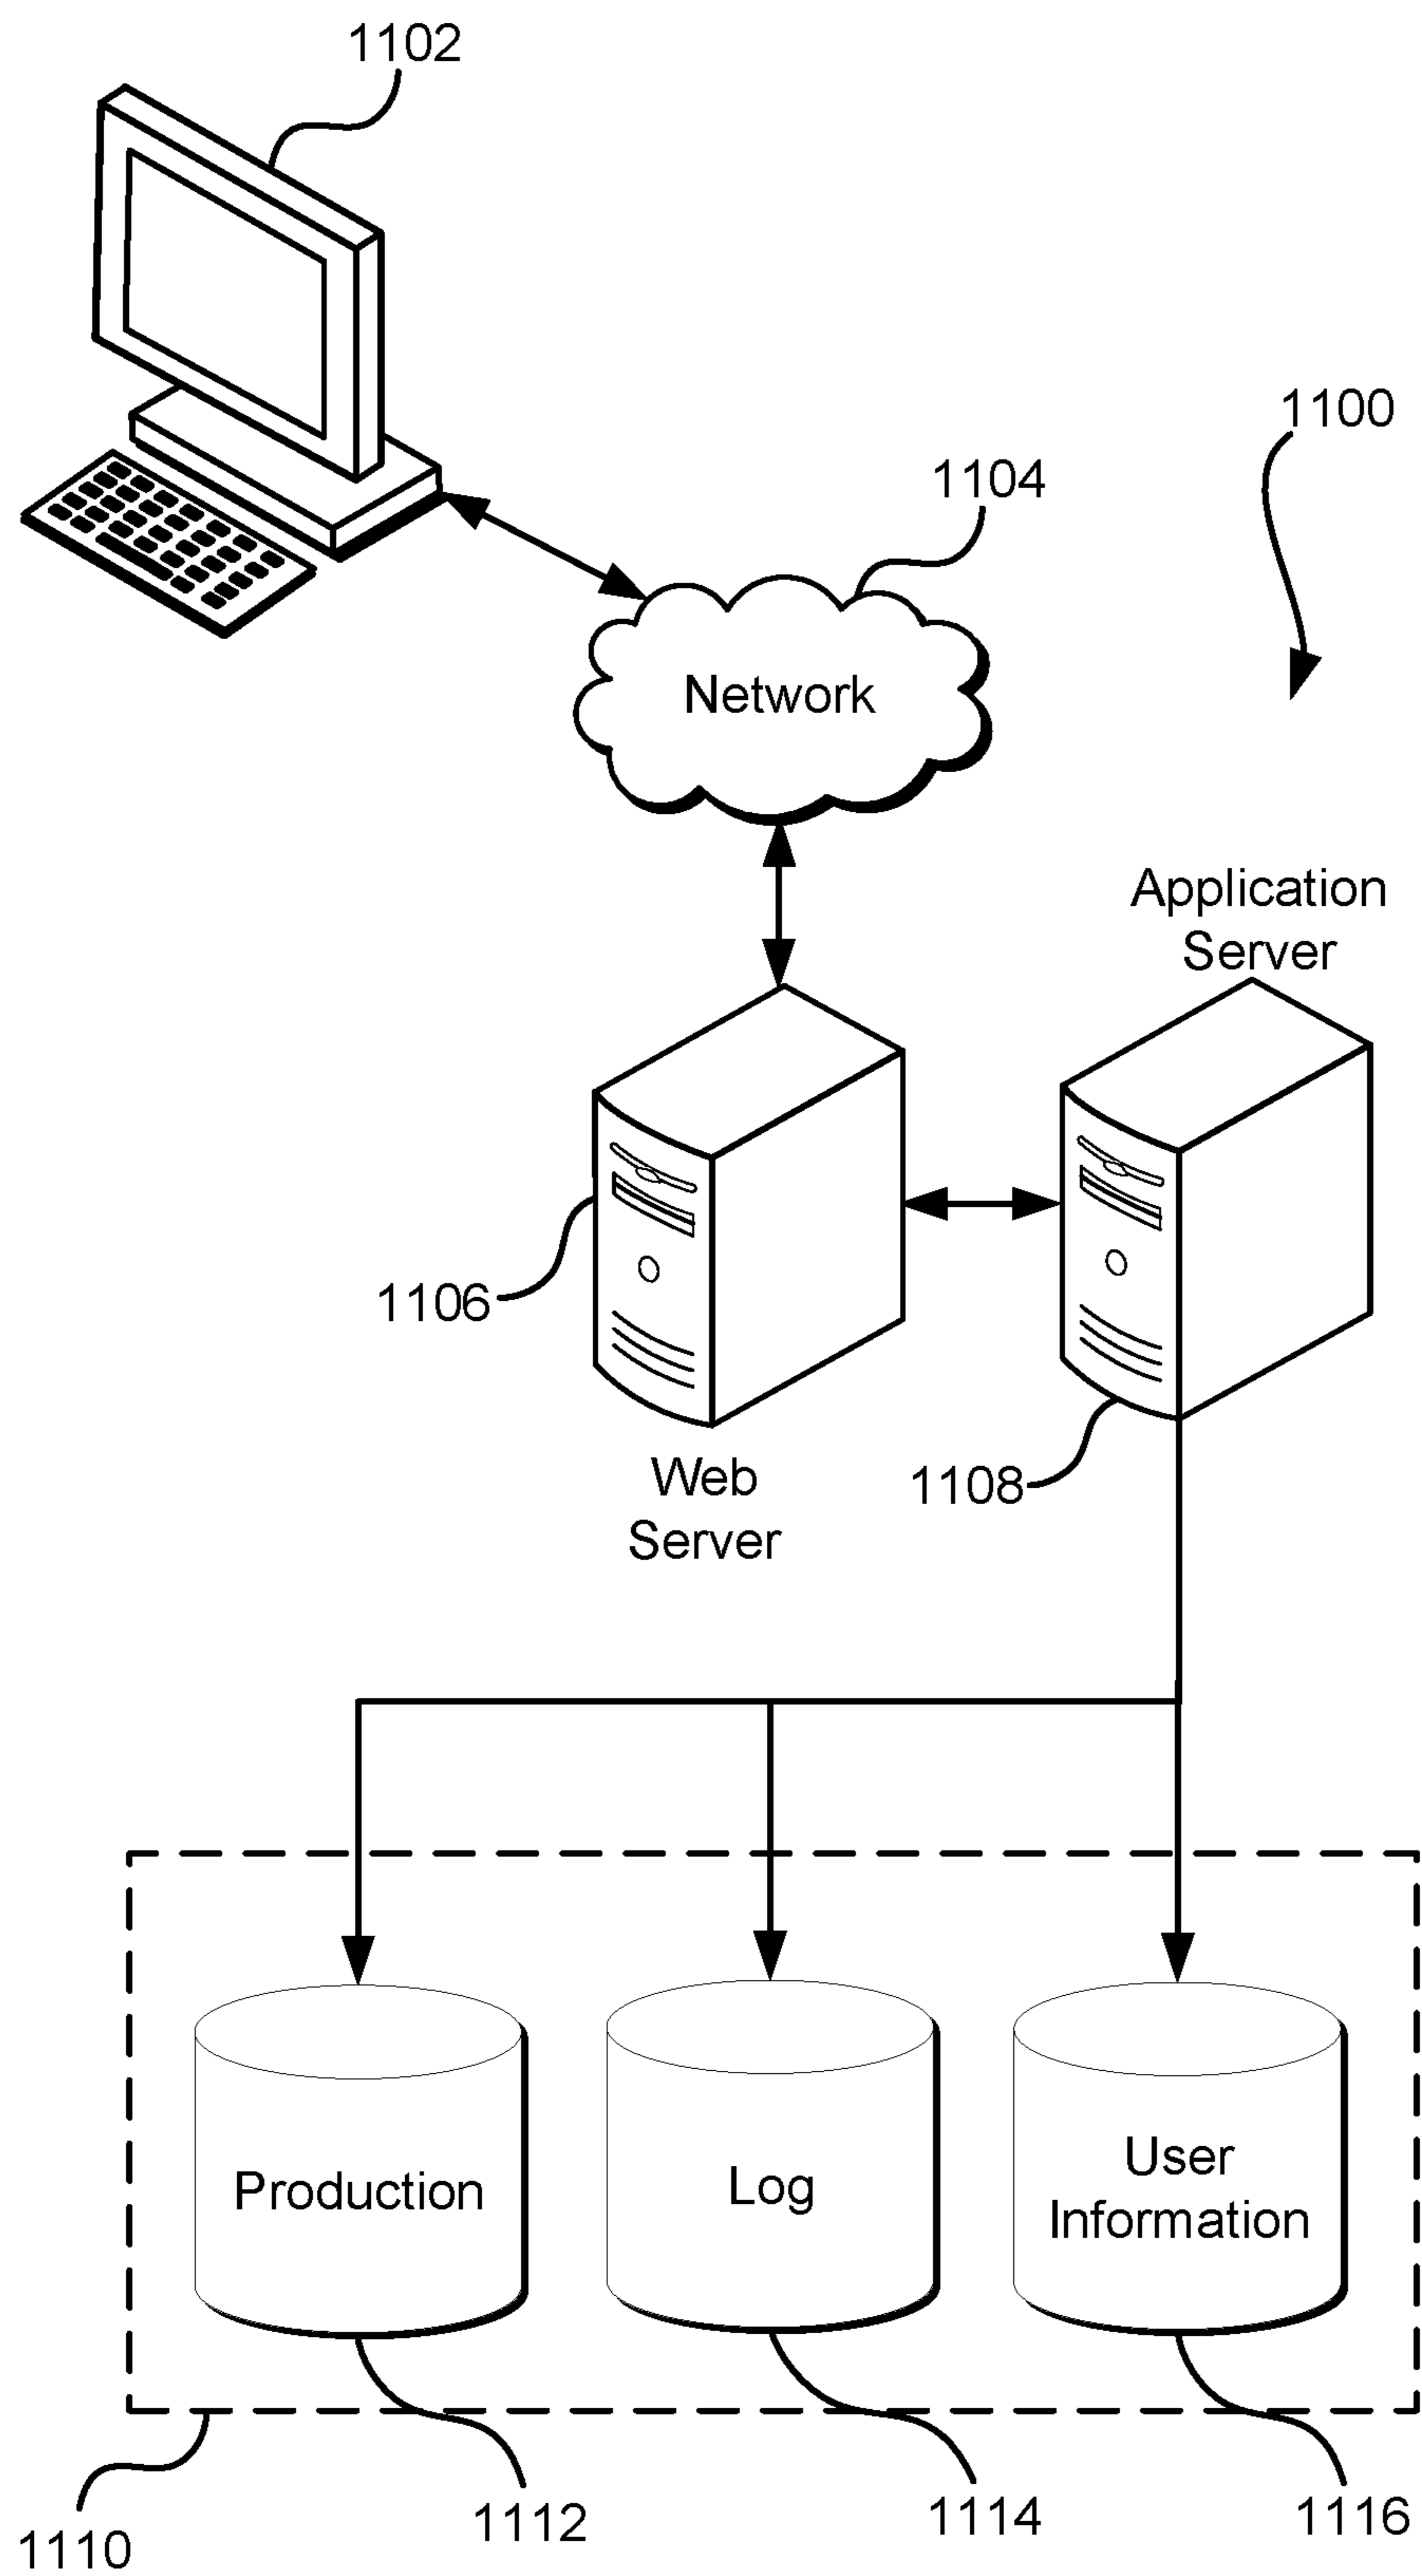 1102
1100
1104
Network
Application
Server
1106
Web
Server
1108
Production
Log
User
Information
1110
1112
1114
1116